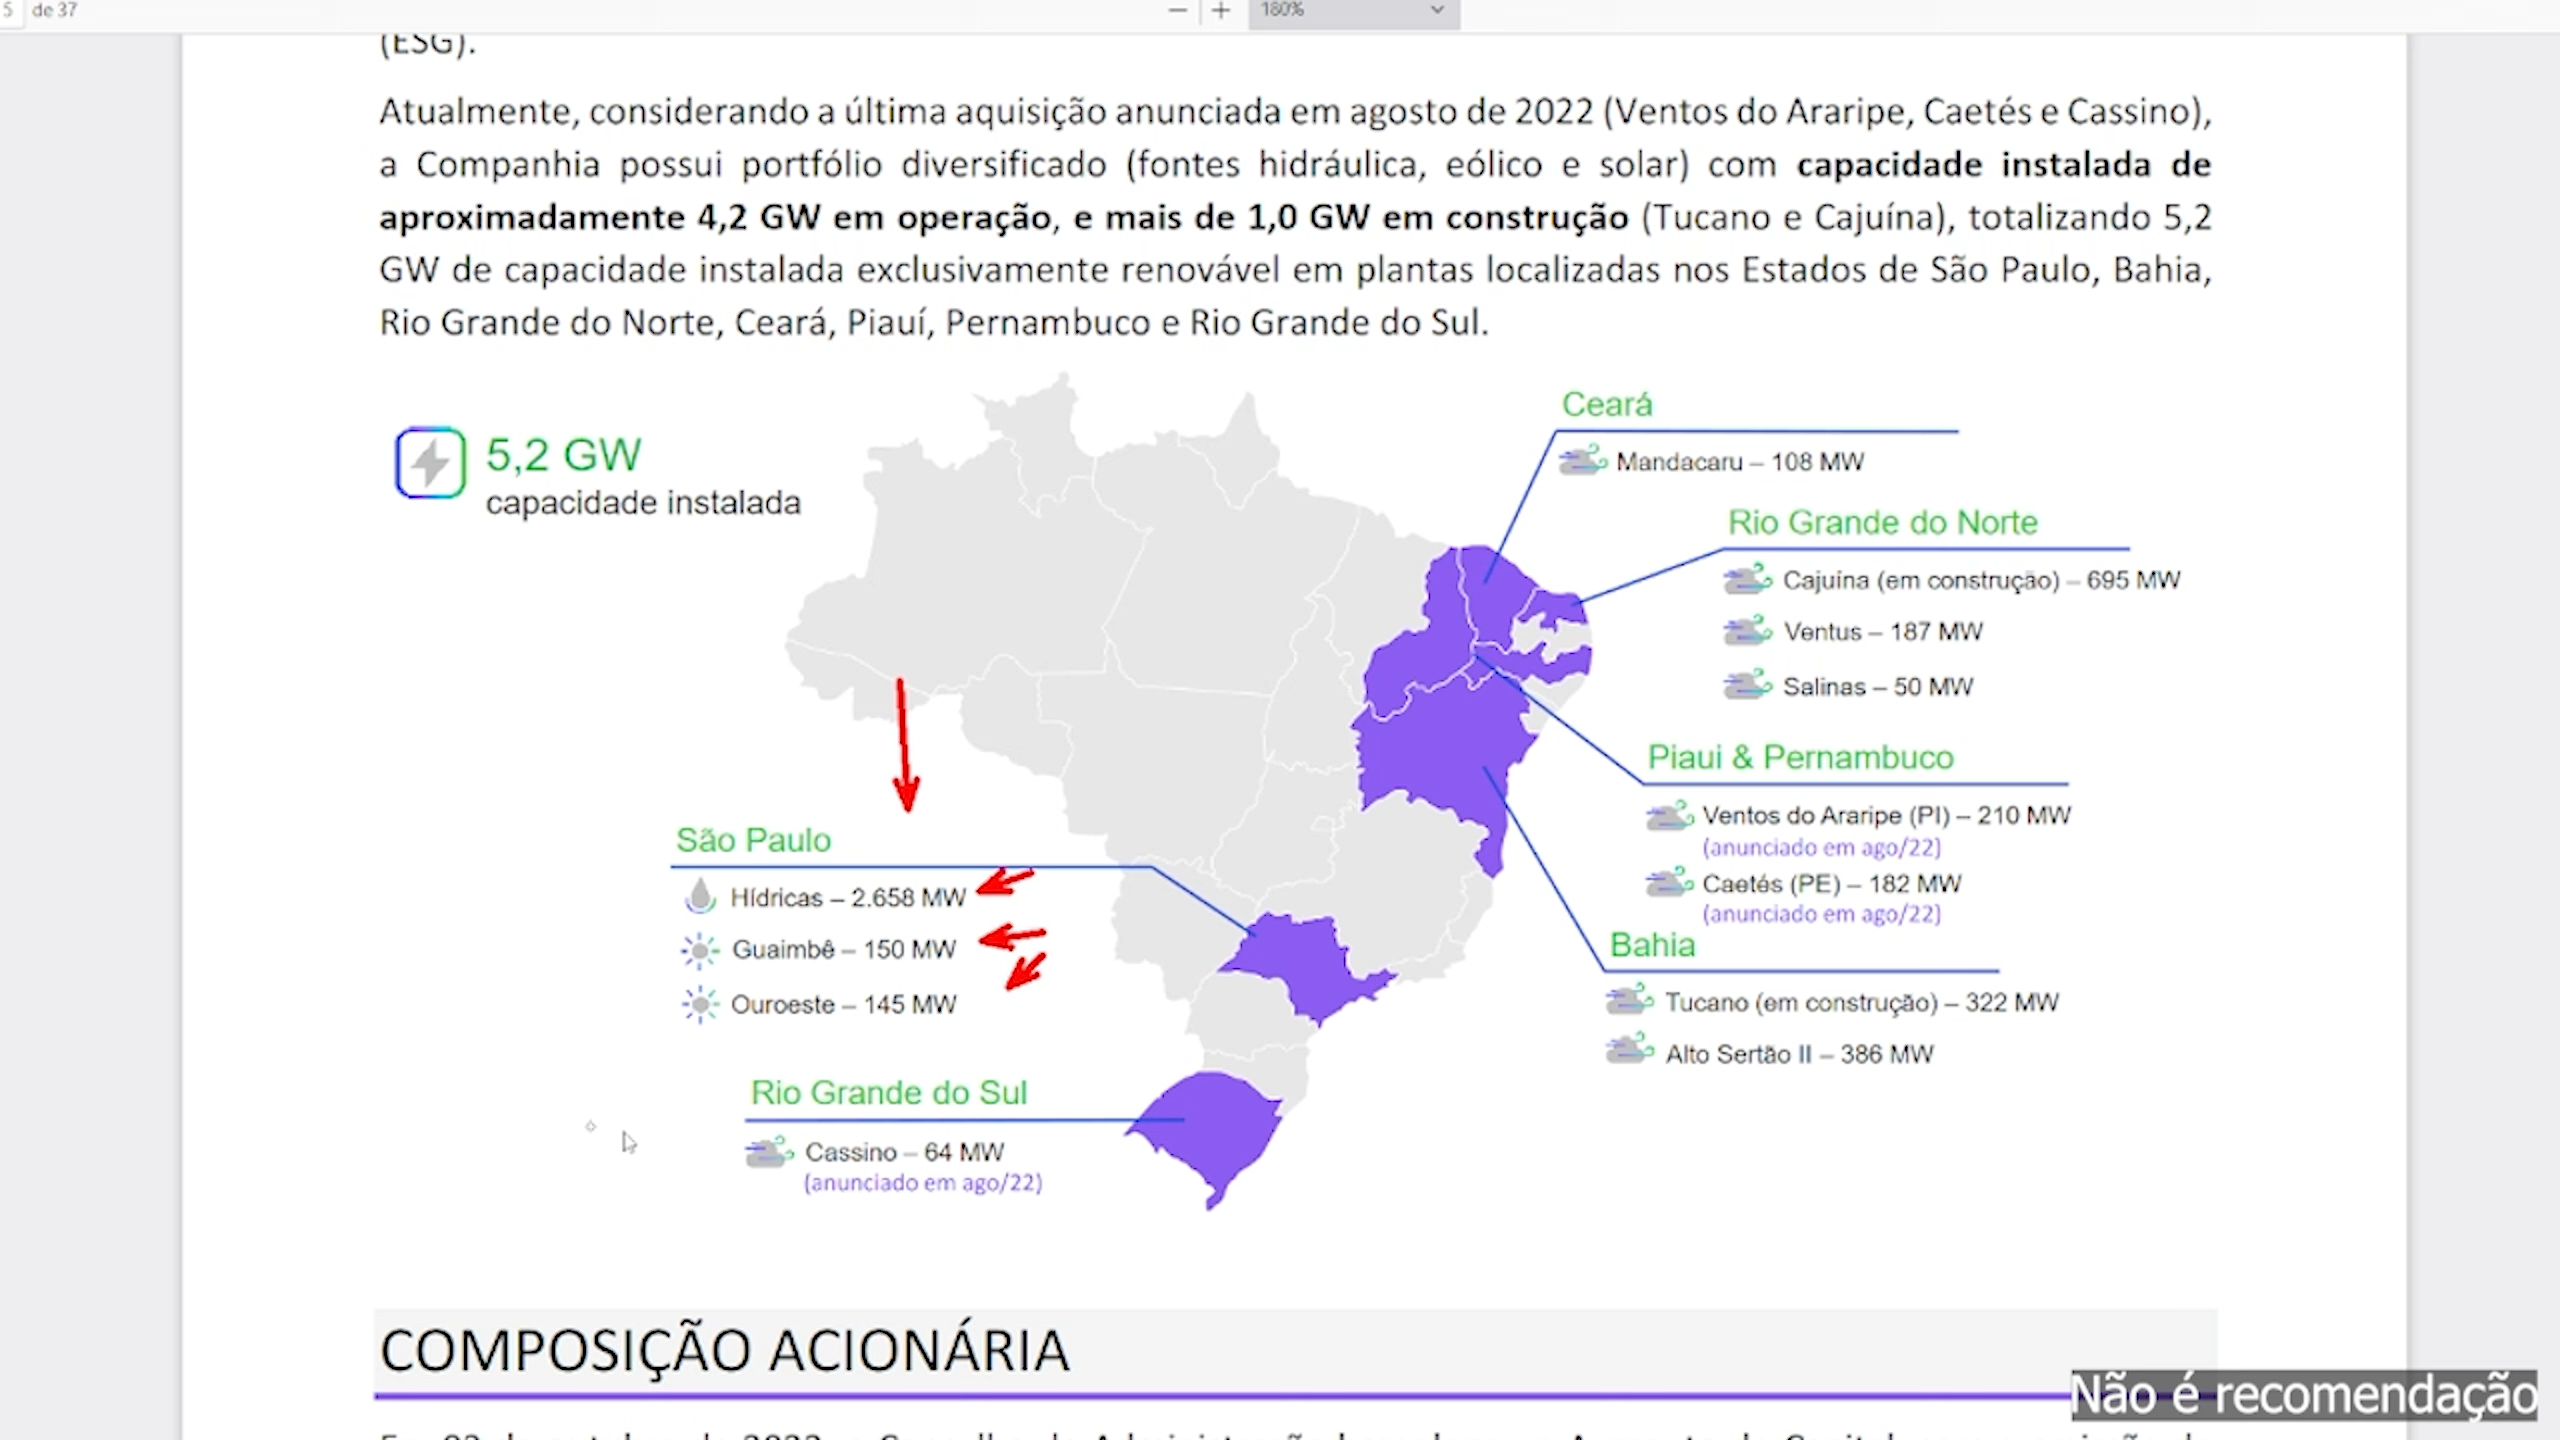 5 de 37
180%
(ESG).
Atualmente, considerando a última aquisição anunciada em agosto de 2022 (Ventos do Araripe, Caetés e Cassino),
a Companhia possui portfólio diversificado (fontes hidráulica, eólico e solar) com capacidade instalada de
aproximadamente 4,2 GW em operação, e mais de 1,0 GW em construção (Tucano e Cajuína), totalizando 5,2
GW de capacidade instalada exclusivamente renovável em plantas localizadas nos Estados de São Paulo, Bahia,
Rio Grande do Norte, Ceará, Piauí, Pernambuco e Rio Grande do Sul.
5,2 GW
capacidade instalada
Ceará
Mandacaru – 108 MW
Rio Grande do Norte
Cajuína (em construção) – 695 MW
Ventus – 187 MW
Salinas – 50 MW
Piaui & Pernambuco
Ventos do Araripe (PI) – 210 MW
(anunciado em ago/22)
Caetés (PE) – 182 MW
(anunciado em ago/22)
Bahia
Tucano (em construção) – 322 MW
Alto Sertão II – 386 MW
São Paulo
Hídricas – 2.658 MW
Guaimbê – 150 MW
Ouroeste – 145 MW
Rio Grande do Sul
Cassino – 64 MW
(anunciado em ago/22)
COMPOSIÇÃO ACIONÁRIA
Não é recomendação